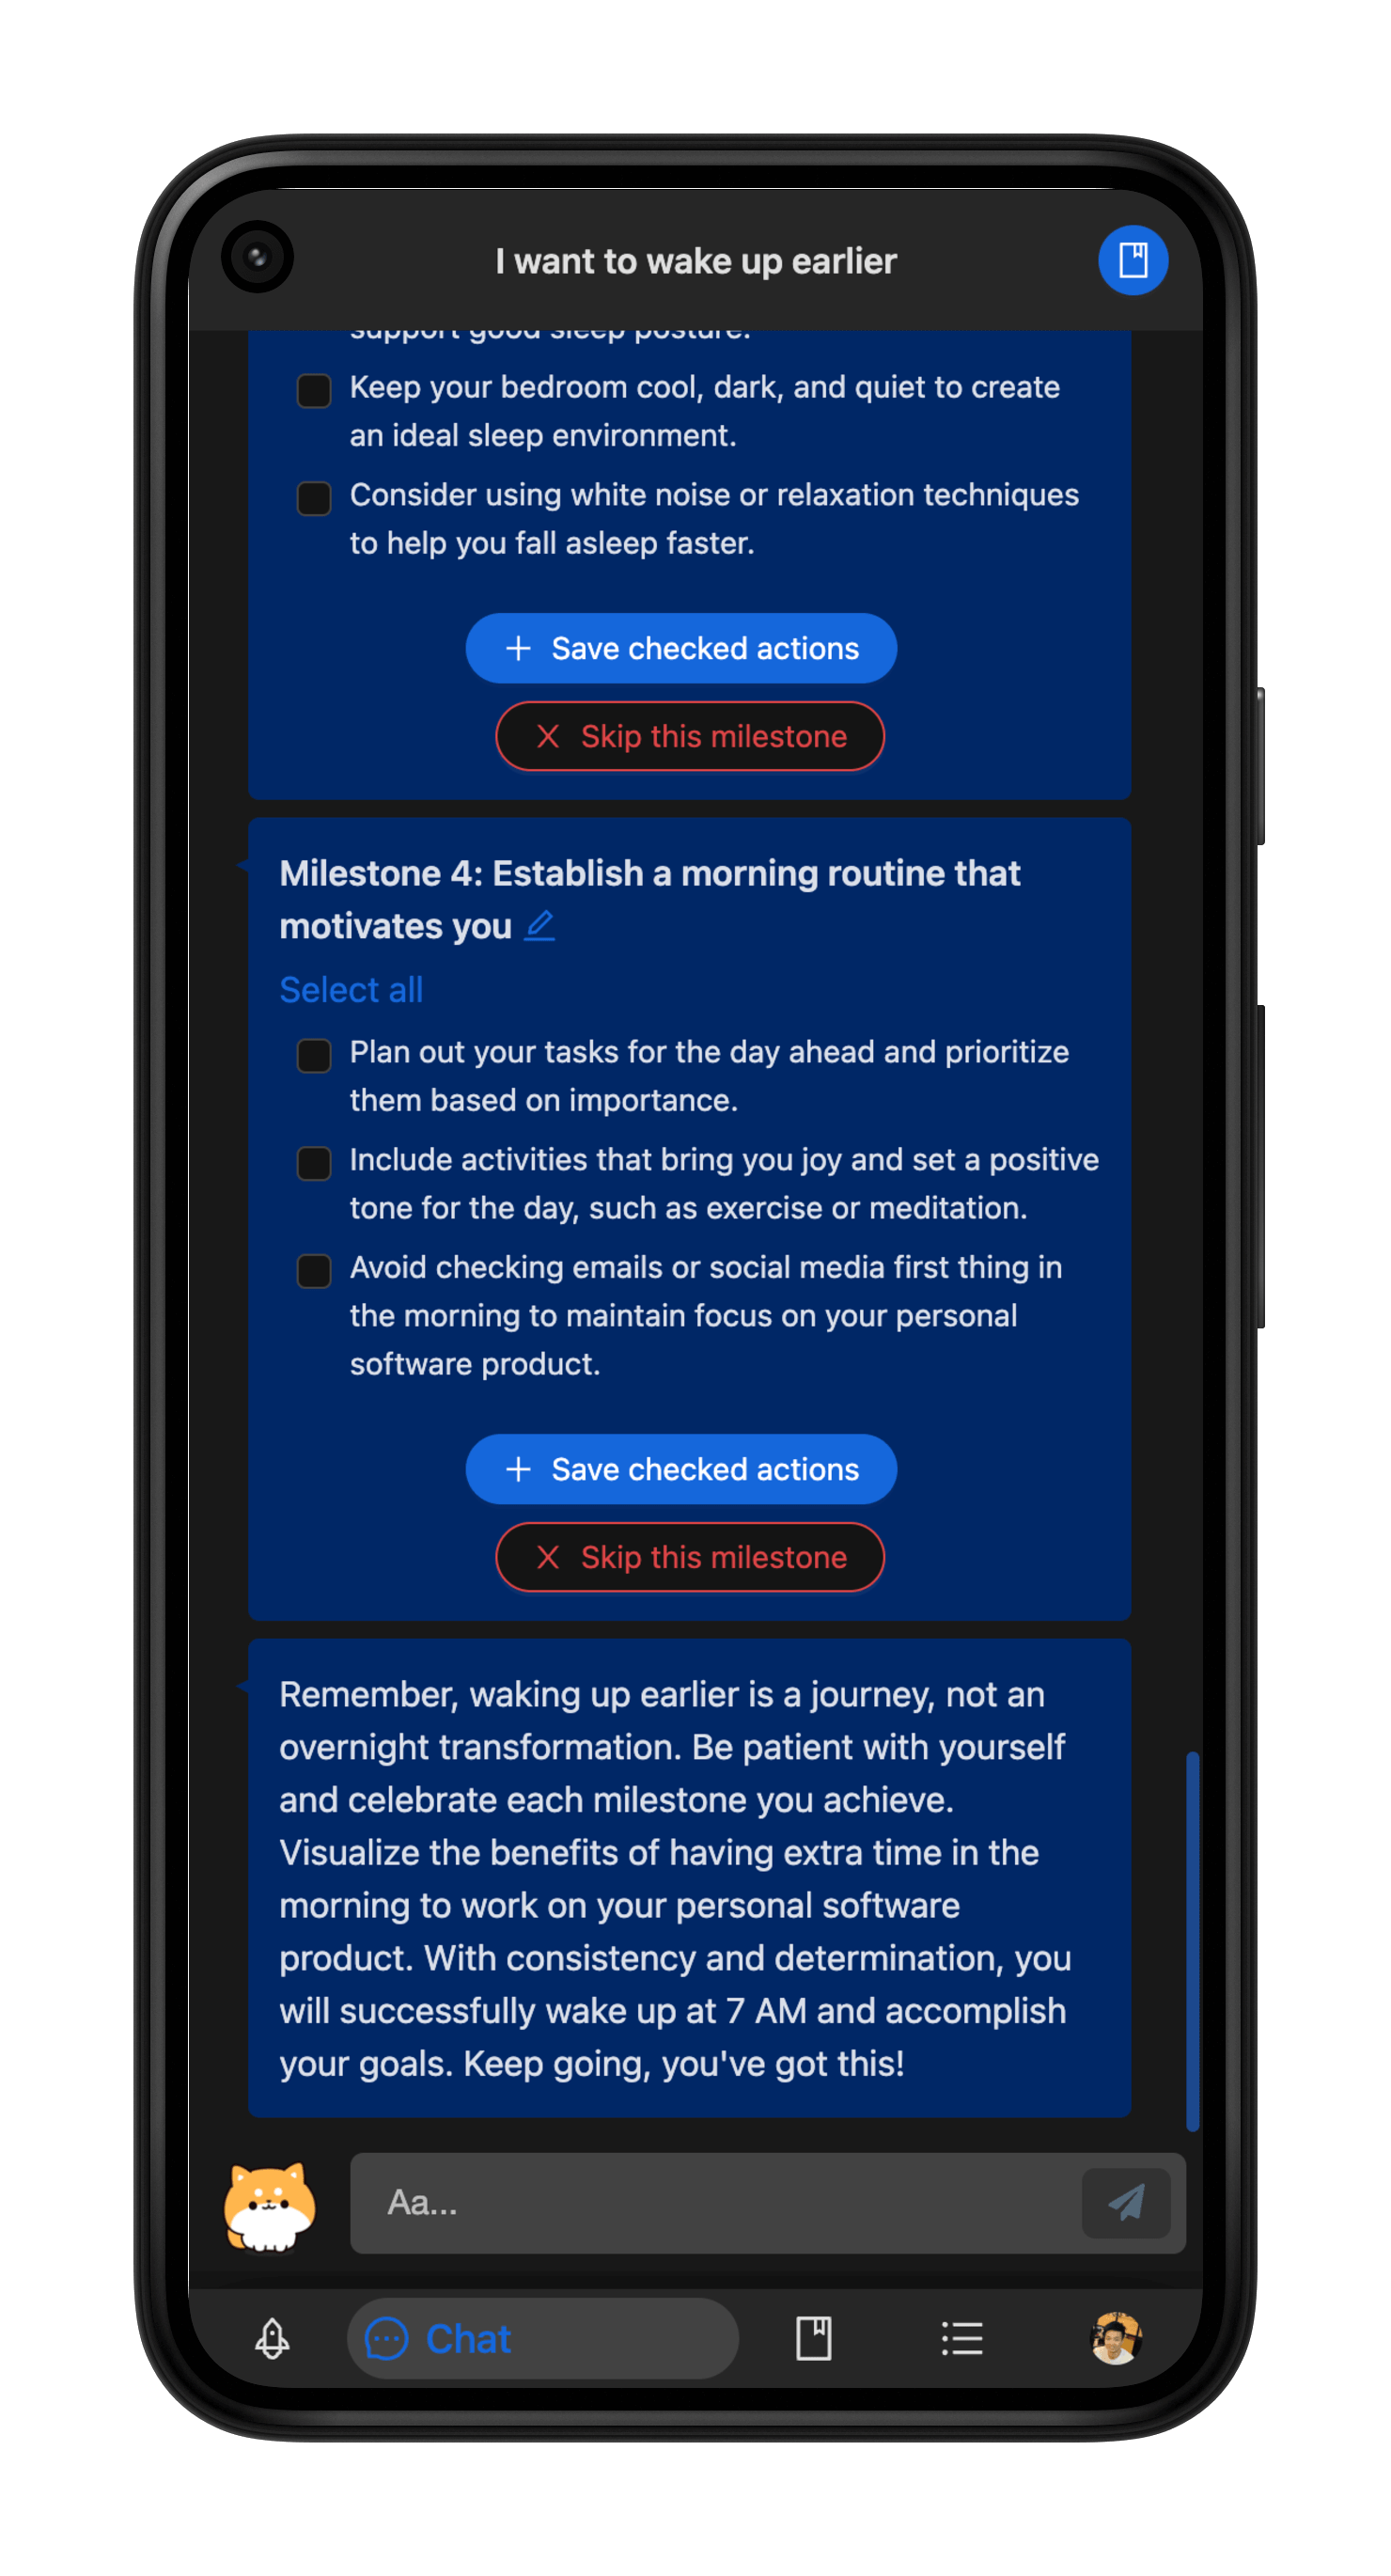 I want to wake up earlier
support good sleep posture.
Keep your bedroom cool, dark, and quiet to create
an ideal sleep environment.
Consider using white noise or relaxation techniques
to help you fall asleep faster.
+ Save checked actions
X Skip this milestone
Milestone 4: Establish a morning routine that
motivates you
Select all
Plan out your tasks for the day ahead and prioritize
them based on importance.
Include activities that bring you joy and set a positive
tone for the day, such as exercise or meditation.
Avoid checking emails or social media first thing in
the morning to maintain focus on your personal
software product.
+ Save checked actions
X Skip this milestone
Remember, waking up earlier is a journey, not an
overnight transformation. Be patient with yourself
and celebrate each milestone you achieve.
Visualize the benefits of having extra time in the
morning to work on your personal software
product. With consistency and determination, you
will successfully wake up at 7 AM and accomplish
your goals. Keep going, you've got this!
Aa...
Chat